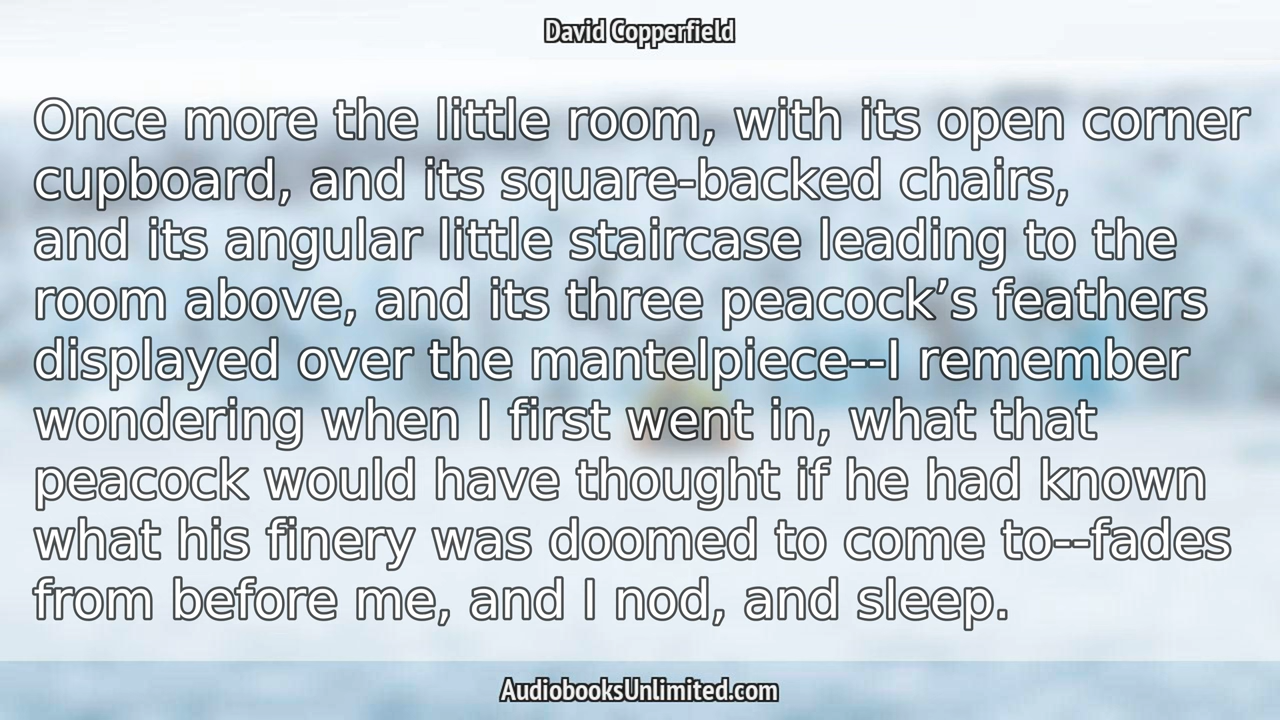 David Copperfield
Once more the little room, with its open corner
cupboard, and its square-backed chairs,
and its angular little staircase leading to the
room above, and its three peacock’s feathers
displayed over the mantelpiece--I remember
wondering when I first went in, what that
peacock would have thought if he had known
what his finery was doomed to come to--fades
from before me, and I nod, and sleep.
AudiobooksUnlimited.com